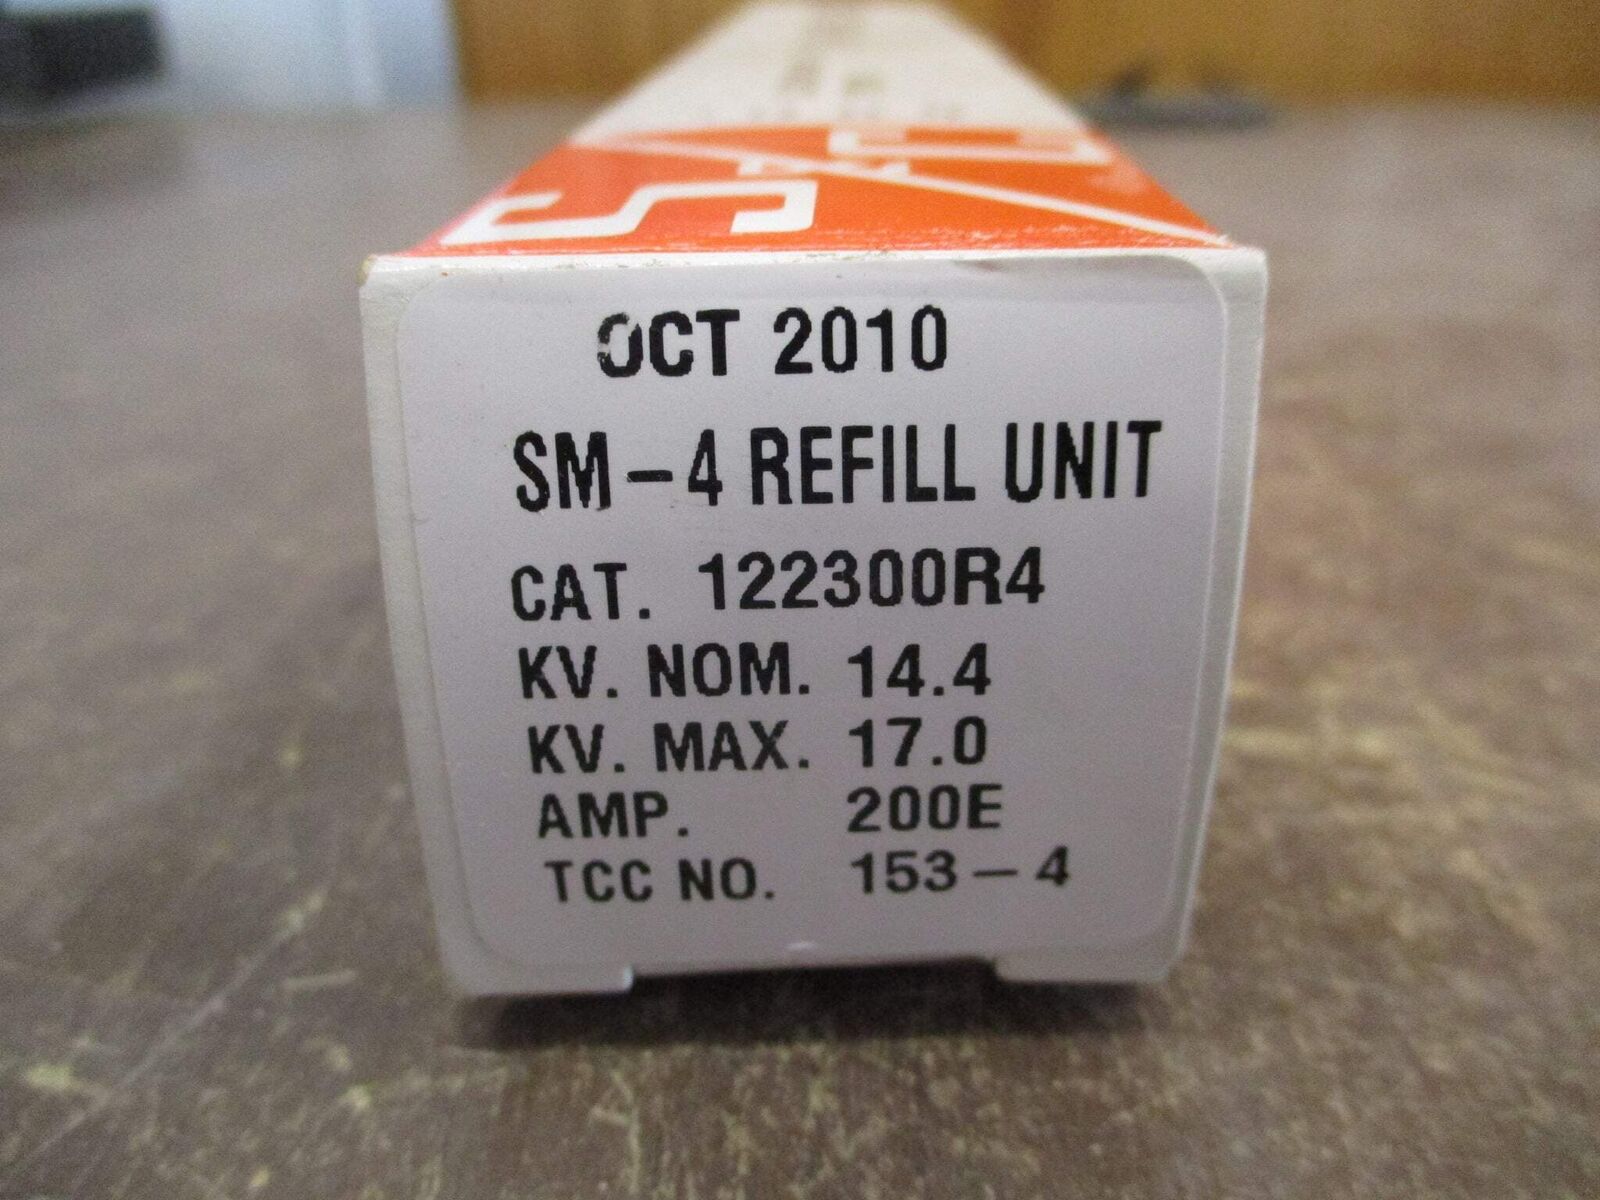 S&C
OCT 2010
SM-4 REFILL UNIT
CAT. 122300R4
KV. NOM. 14.4
KV. MAX. 17.0
AMP. 200E
TCC NO. 153-4